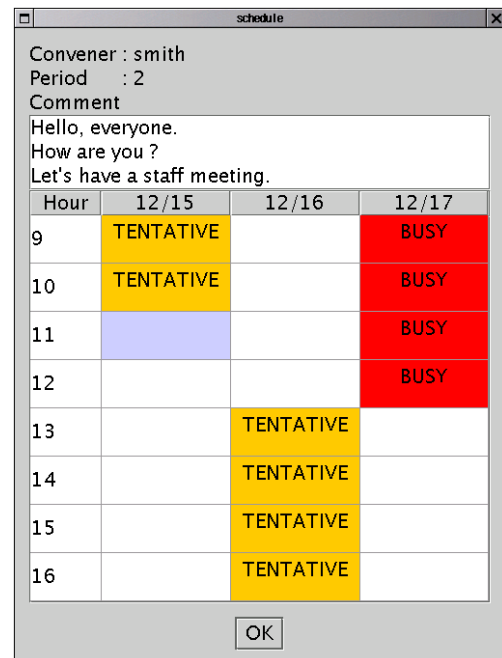 schedule
Convener : smith
Period : 2
Comment
Hello, everyone.
How are you ?
Let's have a staff meeting.
Hour 12/15 12/16 12/17
9 TENTATIVE BUSY
10 TENTATIVE BUSY
11 BUSY
12 BUSY
13 TENTATIVE
14 TENTATIVE
15 TENTATIVE
16 TENTATIVE
OK